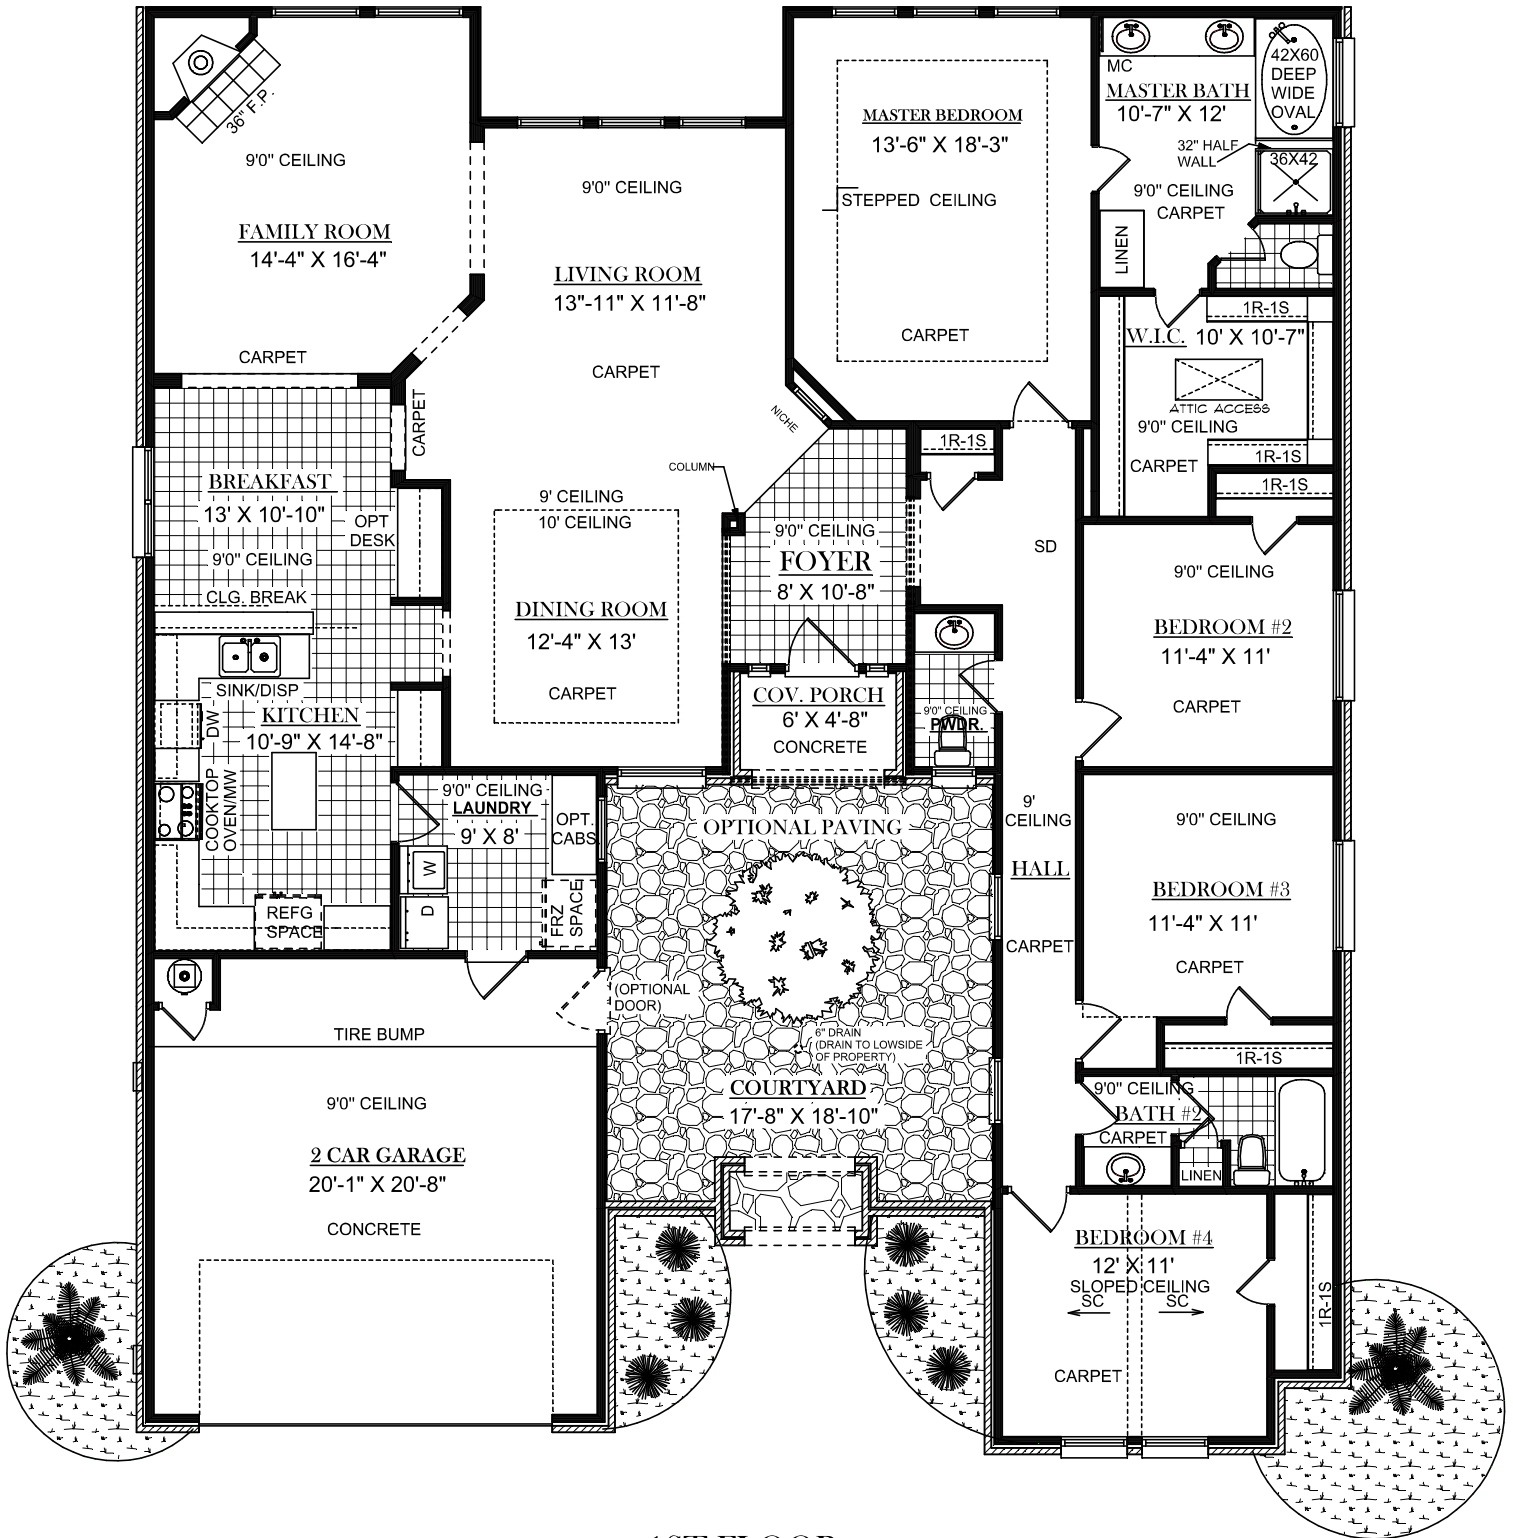 36" F.P.
9'0" CEILING
FAMILY ROOM
14'-4" X 16'-4"
CARPET
9'0" CEILING
LIVING ROOM
13"-11" X 11'-8"
CARPET
CARPET
NICHE
COLUMN
MASTER BEDROOM
13'-6" X 18'-3"
STEPPED CEILING
CARPET
MC
MASTER BATH
10'-7" X 12'
42X60
DEEP
WIDE
OVAL
32" HALF
WALL
36X42
9'0" CEILING
CARPET
LINEN
1R-1S
W.I.C. 10' X 10'-7"
ATTIC ACCESS
9'0" CEILING
CARPET
1R-1S
1R-1S
1R-1S
BREAKFAST
13' X 10'-10"
OPT
DESK
9'0" CEILING
CLG. BREAK
9' CEILING
10' CEILING
DINING ROOM
12'-4" X 13'
CARPET
9'0" CEILING
FOYER
8' X 10'-8"
SD
9'0" CEILING
BEDROOM #2
11'-4" X 11'
CARPET
SINK/DISP
DW
KITCHEN
10'-9" X 14'-8"
COOKTOP
OVEN/MW
REFG
SPACE
COV. PORCH
6' X 4'-8"
CONCRETE
9'0" CEILING
PWDR.
9'0" CEILING
LAUNDRY
9' X 8'
OPT.
CABS
W
D
FRZ
SPACE
OPTIONAL PAVING
9'
CEILING
HALL
CARPET
9'0" CEILING
BEDROOM #3
11'-4" X 11'
CARPET
1R-1S
(OPTIONAL
DOOR)
TIRE BUMP
6" DRAIN
(DRAIN TO LOWSIDE
OF PROPERTY)
COURTYARD
17'-8" X 18'-10"
9'0" CEILING
2 CAR GARAGE
20'-1" X 20'-8"
CONCRETE
9'0" CEILING
BATH #2
CARPET
LINEN
BEDROOM #4
12' X 11'
SLOPED CEILING
SC SC
CARPET
1R-1S
1ST FLOOR